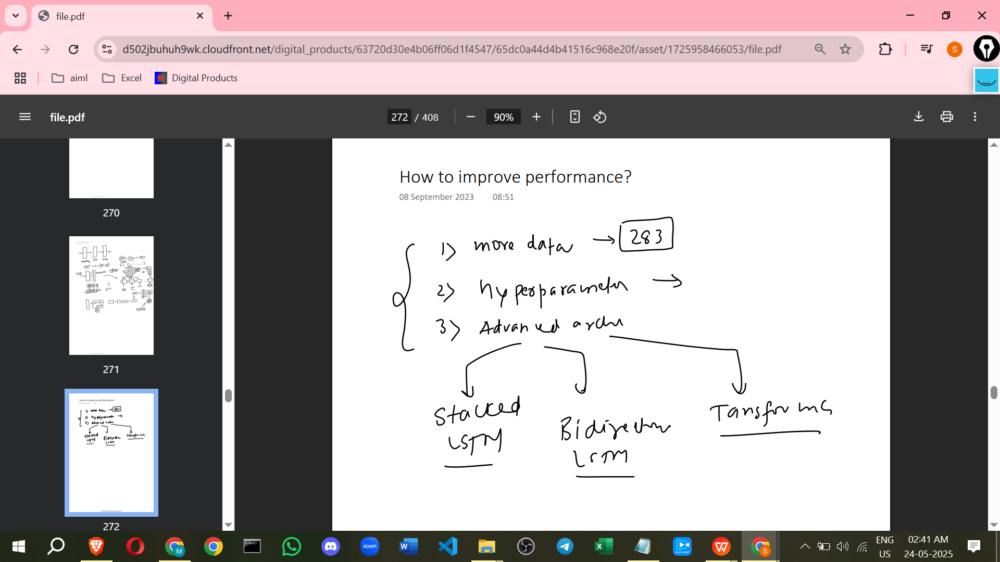 file.pdf
d502jbuhuh9wk.cloudfront.net/digital_products/63720d30e4b06ff06d1f4547/65dc0a44d4b41516c968e20f/asset/1725958466053/file.pdf
S
aiml
Excel
Digital Products
file.pdf
272 / 408
90%
270
271
272
How to improve performance?
08 September 2023 08:51
1) more data → 283
2) hyperparameter →
3) Advanced archi
Stacked
LSTM
Bidirection
LSTM
Tansforms
M
zoom
S
ENG
US
02:41 AM
24-05-2025